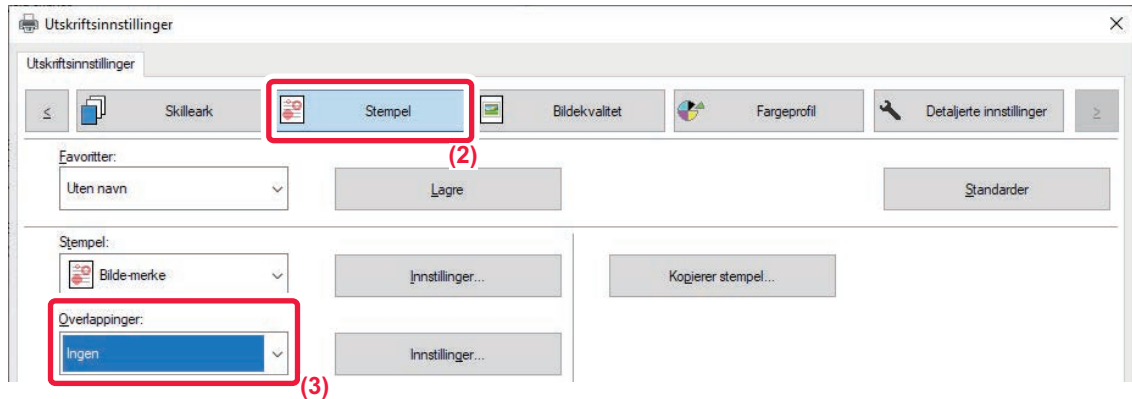 Utskriftsinnstillinger
Utskriftsinnstillinger
≤ Skilleark Stempel Bildekvalitet Fargeprofil Detaljerte innstillinger ≥
(2)
Favoritter:
Uten navn Lagre Standarder
Stempel:
Bilde-merke Innstillinger... Kopierer stempel...
Overlappinger:
Ingen Innstillinger...
(3)